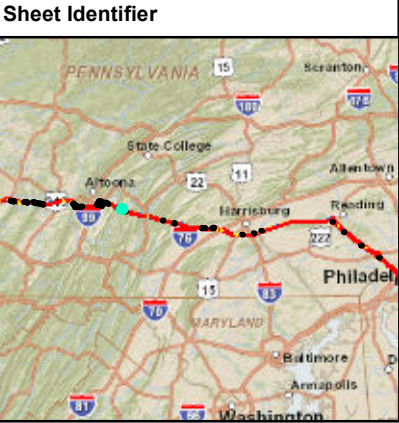 Sheet Identifier
PENNSYLVANIA
15
Scranton
180
State College
Allentown
11
Altoona
22
Harrisburg
Reading
99
76
222
Philadel
15
83
70
MARYLAND
Baltimore
Annapolis
81
66
Washington